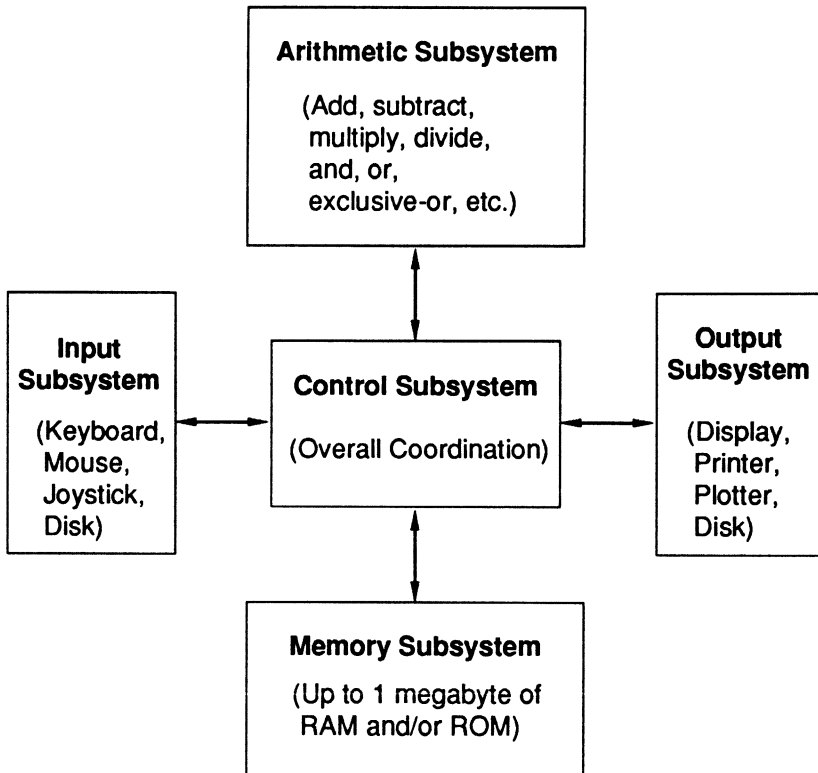 Arithmetic Subsystem
(Add, subtract,
multiply, divide,
and, or,
exclusive-or, etc.)
Input
Subsystem
(Keyboard,
Mouse,
Joystick,
Disk)
Control Subsystem
(Overall Coordination)
Output
Subsystem
(Display,
Printer,
Plotter,
Disk)
Memory Subsystem
(Up to 1 megabyte of
RAM and/or ROM)